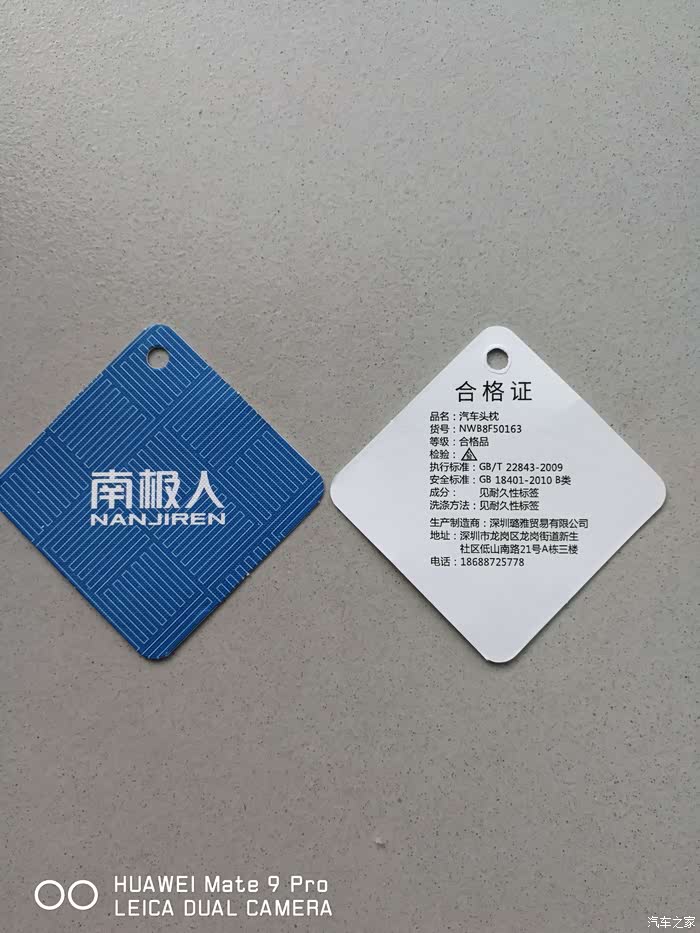 南极人
NANJIREN
合格证
品名：汽车头枕
货号：NWB8F50163
等级：合格品
检验：
执行标准：GB/T 22843-2009
安全标准：GB 18401-2010 B类
成分： 见耐久性标签
洗涤方法：见耐久性标签
生产制造商：深圳璐雅贸易有限公司
地址：深圳市龙岗区龙岗街道新生
社区低山南路21号A栋三楼
电话：18688725778
HUAWEI Mate 9 Pro
LEICA DUAL CAMERA
汽车之家